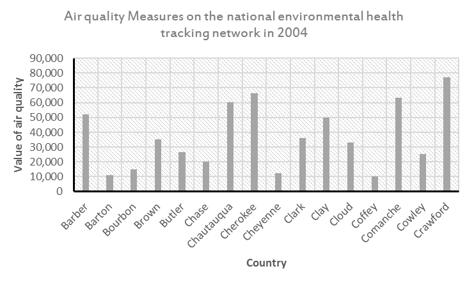 Air quality Measures on the national environmental health
tracking network in 2004
Value of air quality
90,000
80,000
70,000
60,000
50,000
40,000
30,000
20,000
10,000
0
Barber
Barton
Bourbon
Brown
Butler
Chase
Chautauqua
Cherokee
Cheyenne
Clark
Clay
Cloud
Coffey
Comanche
Cowley
Crawford
Country